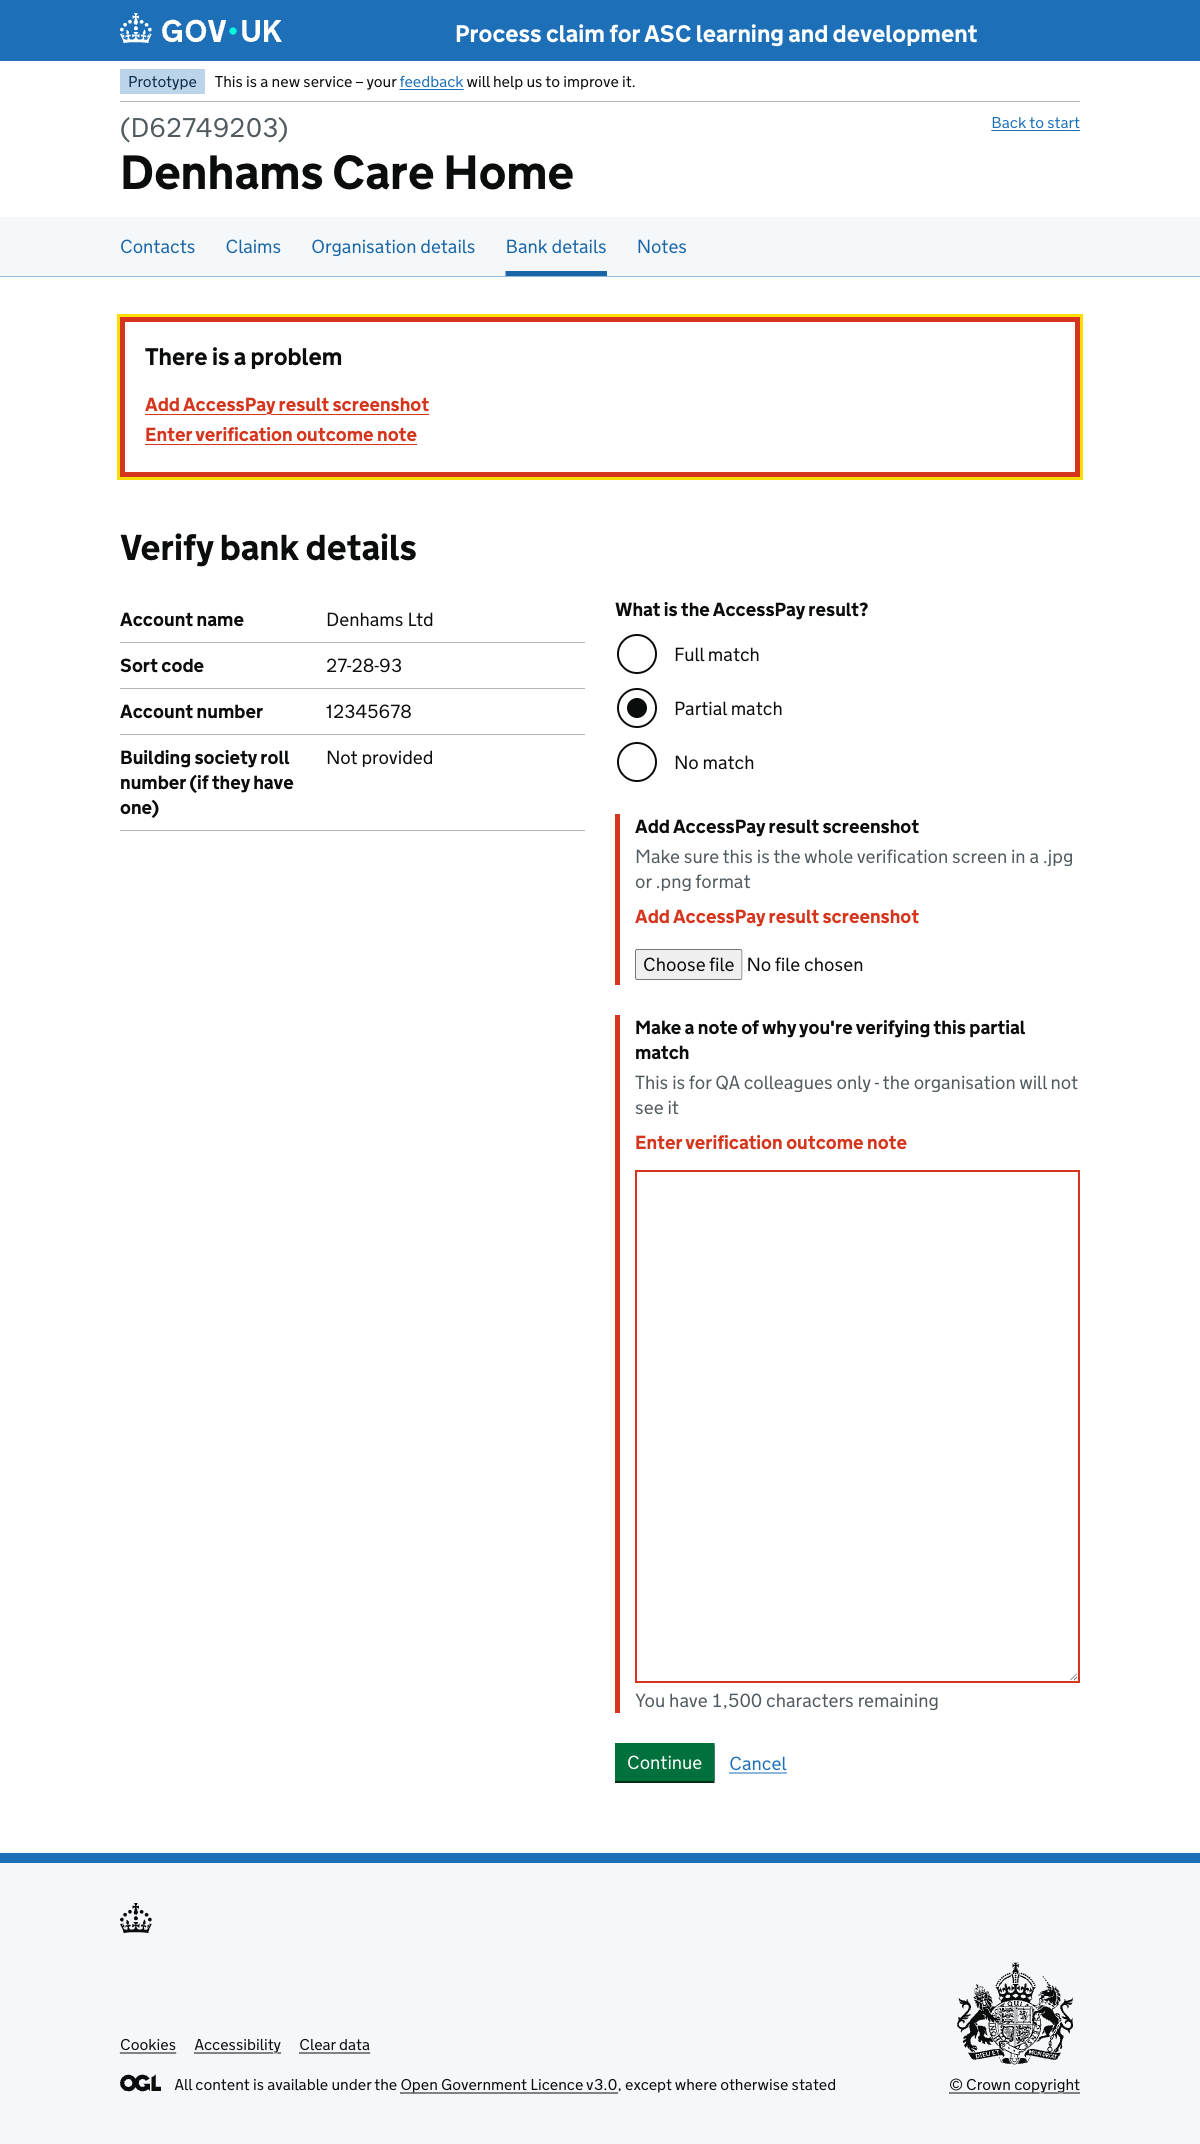 GOV·UK
Process claim for ASC learning and development
Prototype
This is a new service – your feedback will help us to improve it.
(D62749203)
Back to start
Denhams Care Home
Contacts
Claims
Organisation details
Bank details
Notes
There is a problem
Add AccessPay result screenshot
Enter verification outcome note
Verify bank details
Account name
Denhams Ltd
Sort code
27-28-93
Account number
12345678
Building society roll
number (if they have
one)
Not provided
What is the AccessPay result?
Full match
Partial match
No match
Add AccessPay result screenshot
Make sure this is the whole verification screen in a .jpg
or .png format
Add AccessPay result screenshot
Choose file No file chosen
Make a note of why you're verifying this partial
match
This is for QA colleagues only - the organisation will not
see it
Enter verification outcome note
You have 1,500 characters remaining
Continue
Cancel
Cookies
Accessibility
Clear data
OGL
All content is available under the Open Government Licence v3.0, except where otherwise stated
© Crown copyright